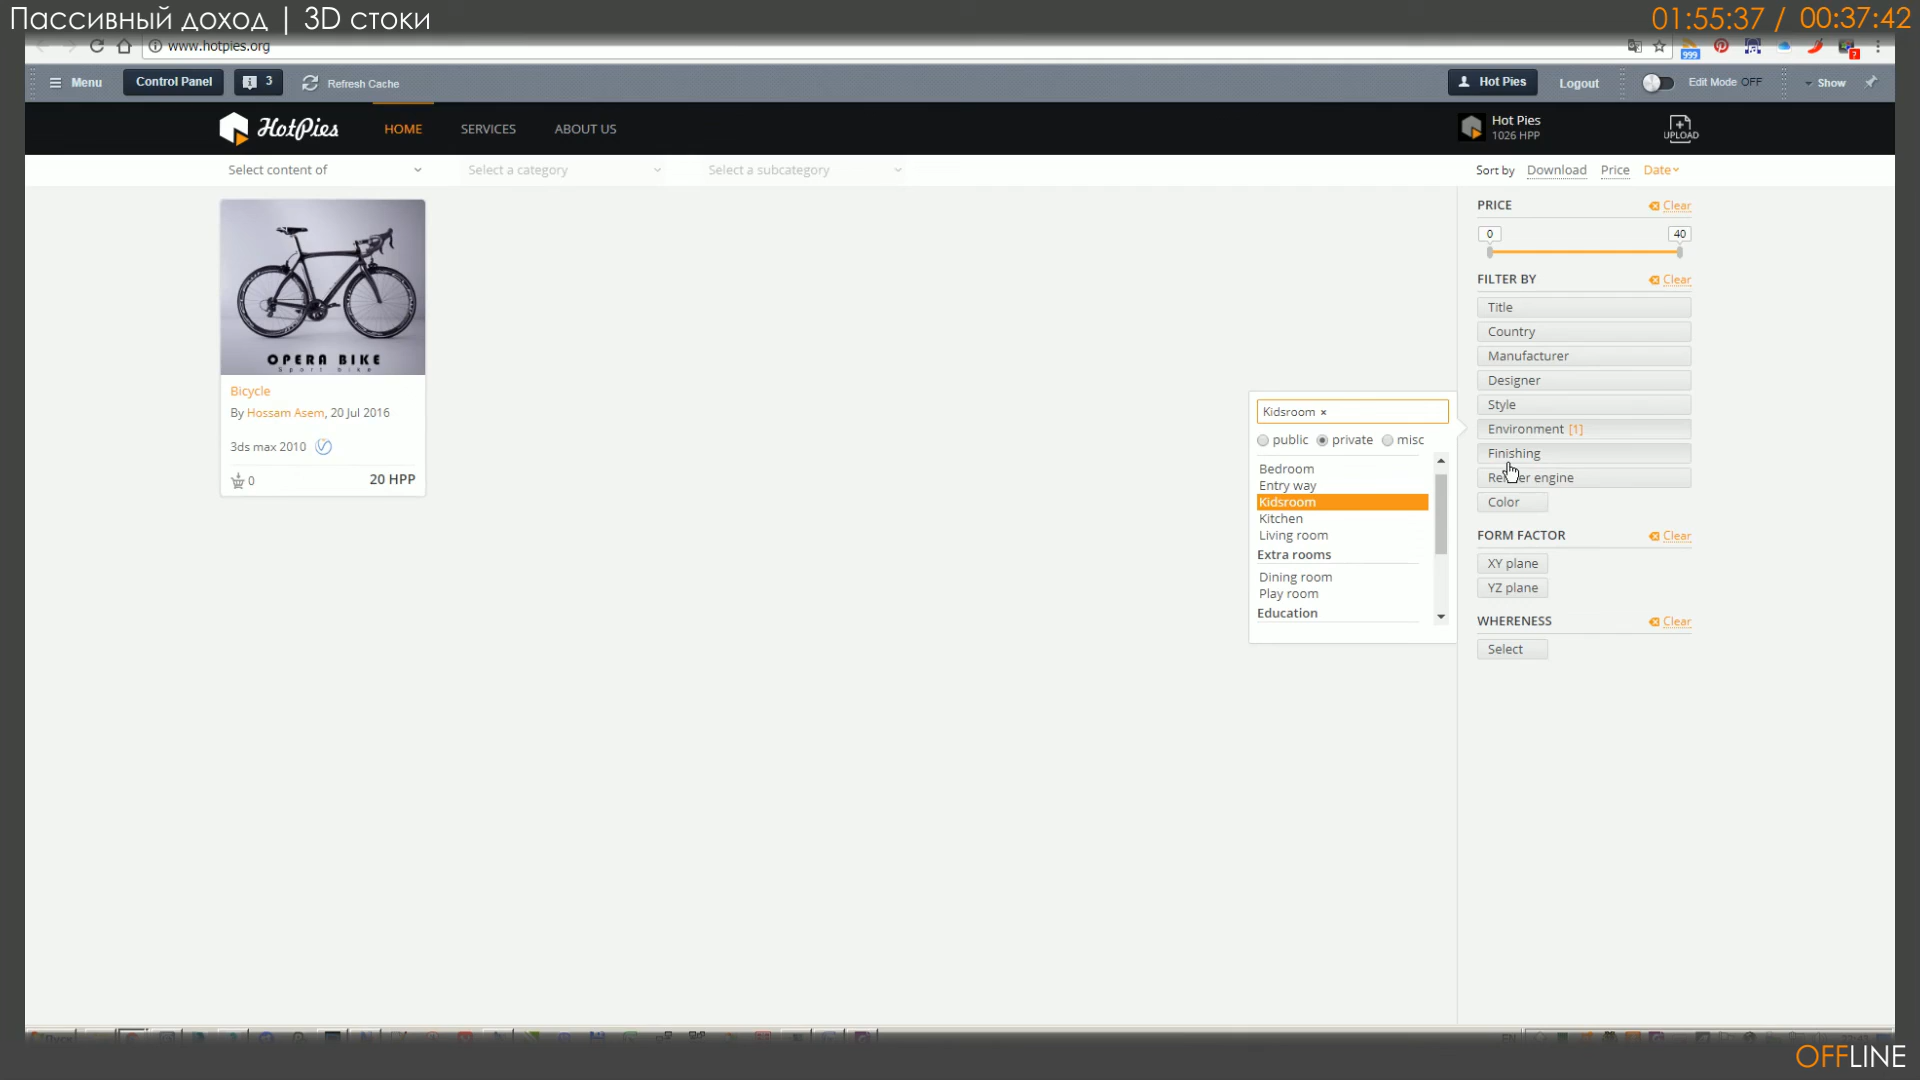 Пассивный доход | 3D стоки
01:55:37 / 00:37:42
www.hotpies.org
999
?
Menu
Control Panel
3
Refresh Cache
Hot Pies
Logout
Edit Mode OFF
Show
HotPies
HOME
SERVICES
ABOUT US
Hot Pies
1026 HPP
UPLOAD
Select content of
Select a category
Select a subcategory
Sort by
Download
Price
Date
OPERA BIKE
Sport bike
Bicycle
By Hossam Asem, 20 Jul 2016
3ds max 2010
0
20 HPP
Kidsroom ×
public
private
misc
Bedroom
Entry way
Kidsroom
Kitchen
Living room
Extra rooms
Dining room
Play room
Education
PRICE
Clear
0
40
FILTER BY
Clear
Title
Country
Manufacturer
Designer
Style
Environment [1]
Finishing
engine
Color
FORM FACTOR
Clear
XY plane
YZ plane
WHERENESS
Clear
Select
OFFLINE